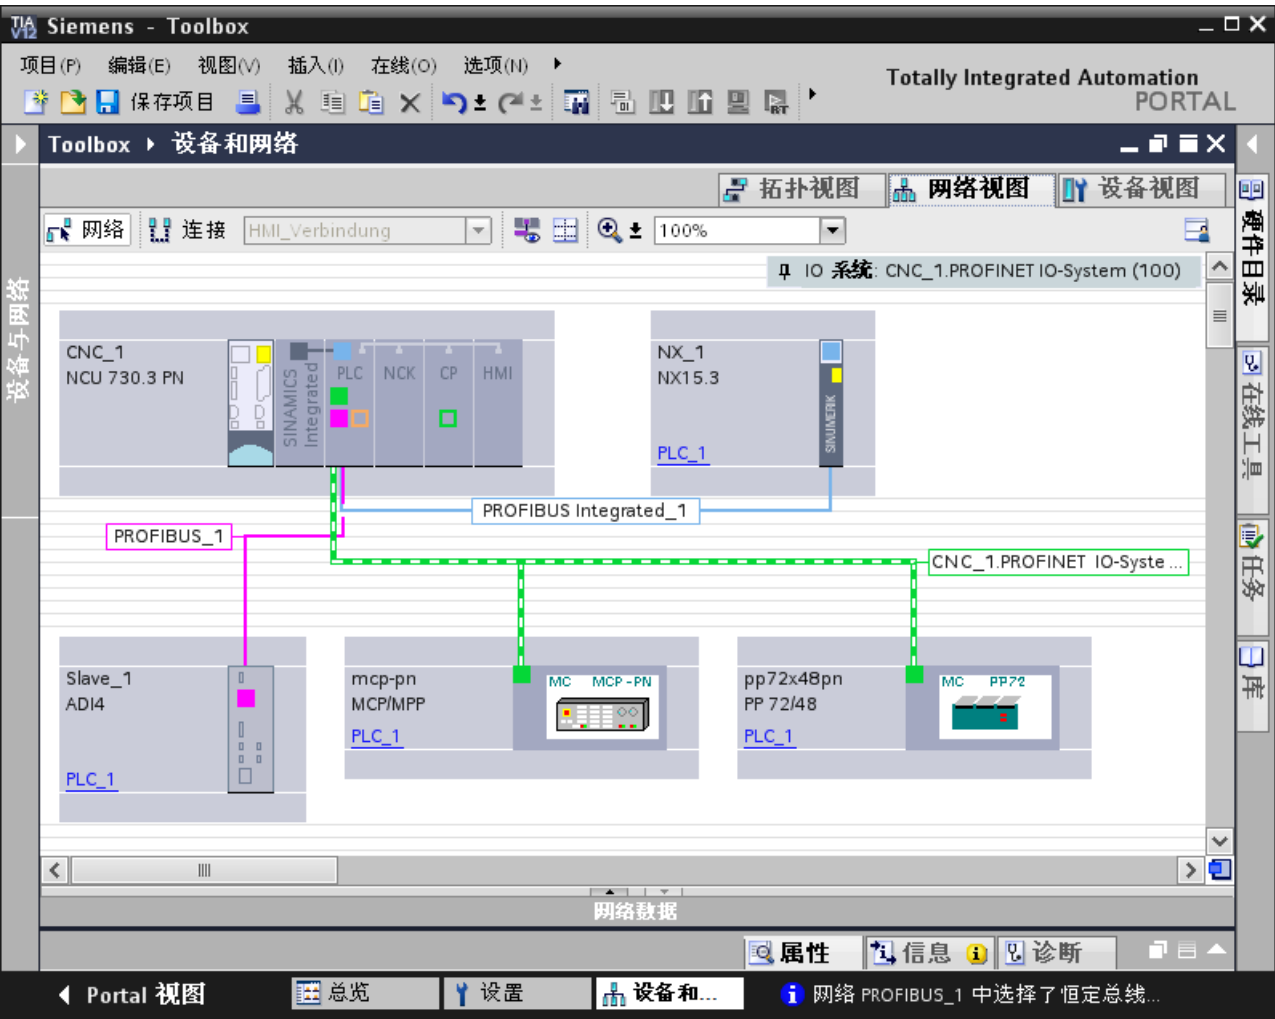 TIA V12 Siemens - Toolbox
项目(P) 编辑(E) 视图(V) 插入(I) 在线(O) 选项(N)
Totally Integrated Automation
PORTAL
保存项目
Toolbox 设备和网络
拓扑视图 网络视图 设备视图
网络 连接 HMI_Verbindung 100%
IO 系统: CNC_1.PROFINET IO-System (100)
设备与网络
CNC_1
NCU 730.3 PN
SINAMICS
Integrated
PLC NCK CP HMI
NX_1
NX15.3
PLC_1
SINUMERIK
PROFIBUS Integrated_1
PROFIBUS_1
CNC_1.PROFINET IO-Syste ...
Slave_1
ADI4
PLC_1
mcp-pn
MCP/MPP
PLC_1
MC MCP-PN
pp72x48pn
PP 72/48
PLC_1
MC PP72
硬件目录
在线工具
任务
库
网络数据
属性 信息 诊断
Portal 视图 总览 设置 设备和... 网络 PROFIBUS_1 中选择了恒定总线...